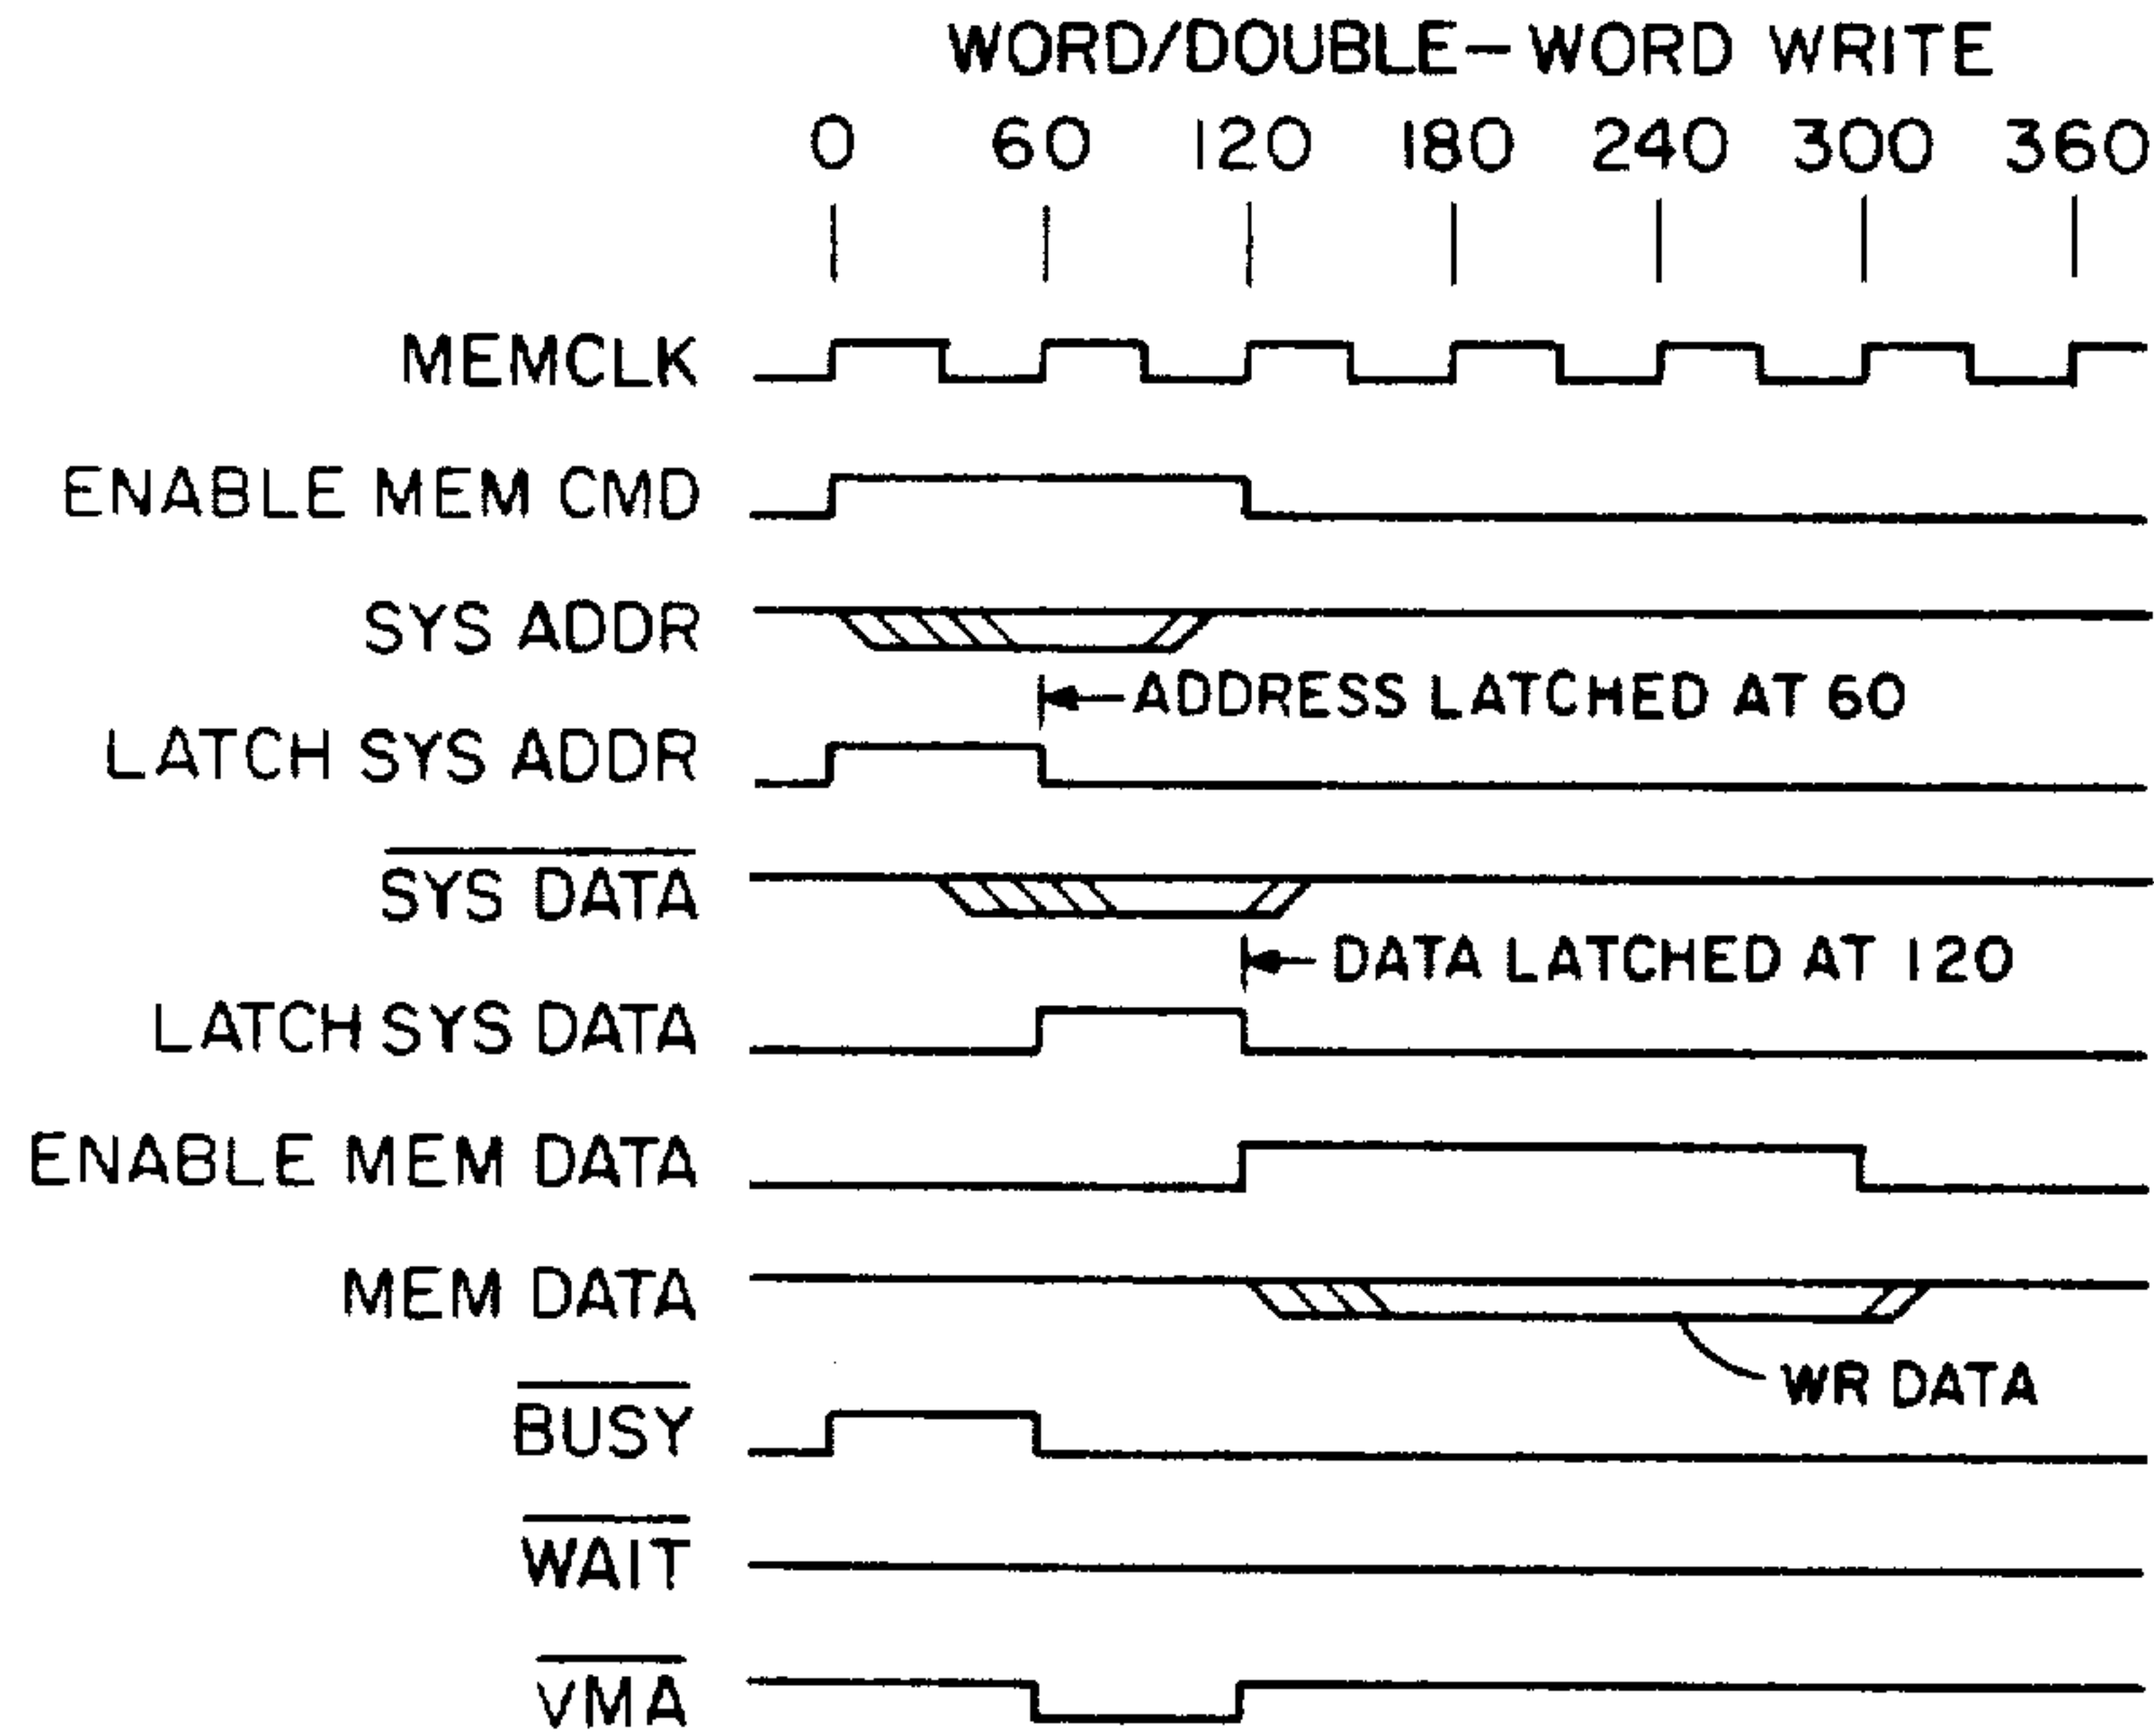 WORD/DOUBLE-WORD WRITE
0 60 120 180 240 300 360
MEMCLK
ENABLE MEM CMD
SYS ADDR
ADDRESS LATCHED AT 60
LATCH SYS ADDR
SYS DATA
DATA LATCHED AT 120
LATCH SYS DATA
ENABLE MEM DATA
MEM DATA
WR DATA
BUSY
WAIT
VMA